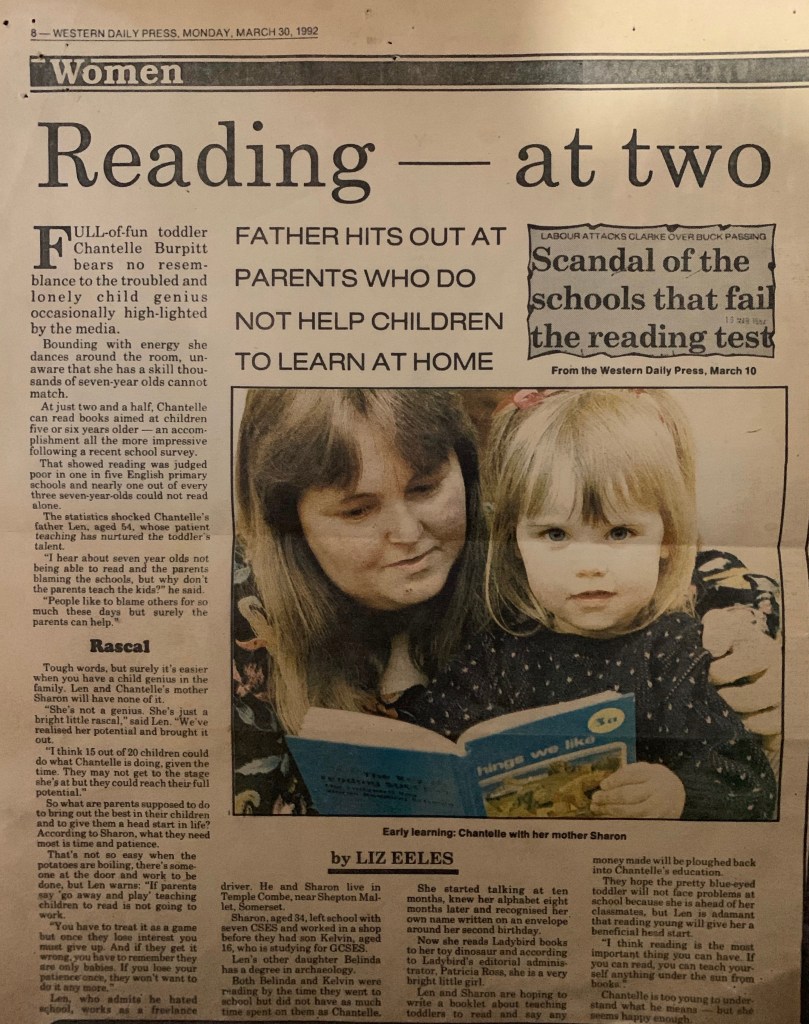 8 — WESTERN DAILY PRESS, MONDAY, MARCH 30, 1992
Women
Reading — at two
FULL-of-fun toddler
Chantelle Burpitt
bears no resem-
blance to the troubled and
lonely child genius
occasionally high-lighted
by the media.
Bounding with energy she
dances around the room, un-
aware that she has a skill thou-
sands of seven-year olds cannot
match.
At just two and a half, Chantelle
can read books aimed at children
five or six years older — an accom-
plishment all the more impressive
following a recent school survey.
That showed reading was judged
poor in one in five English primary
schools and nearly one out of every
three seven-year-olds could not read
alone.
The statistics shocked Chantelle's
father Len, aged 54, whose patient
teaching has nurtured the toddler's
talent.
"I hear about seven year olds not
being able to read and the parents
blaming the schools, but why don't
the parents teach the kids?" he said.
"People like to blame others for so
much these days but surely the
parents can help."
Rascal
Tough words, but surely it's easier
when you have a child genius in the
family. Len and Chantelle's mother
Sharon will have none of it.
"She's not a genius. She's just a
bright little rascal," said Len. "We've
realised her potential and brought it
out.
"I think 15 out of 20 children could
do what Chantelle is doing, given the
time. They may not get to the stage
she's at but they could reach their full
potential."
So what are parents supposed to do
to bring out the best in their children
and to give them a head start in life?
According to Sharon, what they need
most is time and patience.
That's not so easy when the
potatoes are boiling, there's some-
one at the door and work to be
done, but Len warns: "If parents
say 'go away and play' teaching
children to read is not going to
work.
"You have to treat it as a game
but once they lose interest you
must give up. And if they get it
wrong, you have to remember they
are only babies. If you lose your
patience once, they won't want to
do it any more."
Len, who admits he hated
school, works as a freelance
FATHER HITS OUT AT
PARENTS WHO DO
NOT HELP CHILDREN
TO LEARN AT HOME
LABOUR ATTACKS CLARKE OVER BUCK PASSING
Scandal of the
schools that fail
the reading test
From the Western Daily Press, March 10
3a
hings we like
Early learning: Chantelle with her mother Sharon
by LIZ EELES
driver. He and Sharon live in
Temple Combe, near Shepton Mal-
let, Somerset.
Sharon, aged 34, left school with
seven CSES and worked in a shop
before they had son Kelvin, aged
16, who is studying for GCSES.
Len's other daughter Belinda
has a degree in archaeology.
Both Belinda and Kelvin were
reading by the time they went to
school but did not have as much
time spent on them as Chantelle.
She started talking at ten
months, knew her alphabet eight
months later and recognised her
own name written on an envelope
around her second birthday.
Now she reads Ladybird books
to her toy dinosaur and according
to Ladybird's editorial adminis-
trator, Patricia Ross, she is a very
bright little girl.
Len and Sharon are hoping to
write a booklet about teaching
toddlers to read and say any
money made will be ploughed back
into Chantelle's education.
They hope the pretty blue-eyed
toddler will not face problems at
school because she is ahead of her
classmates, but Len is adamant
that reading young will give her a
beneficial head start.
"I think reading is the most
important thing you can have. If
you can read, you can teach your-
self anything under the sun from
books."
Chantelle is too young to under-
stand what he means — but she
seems happy enough.